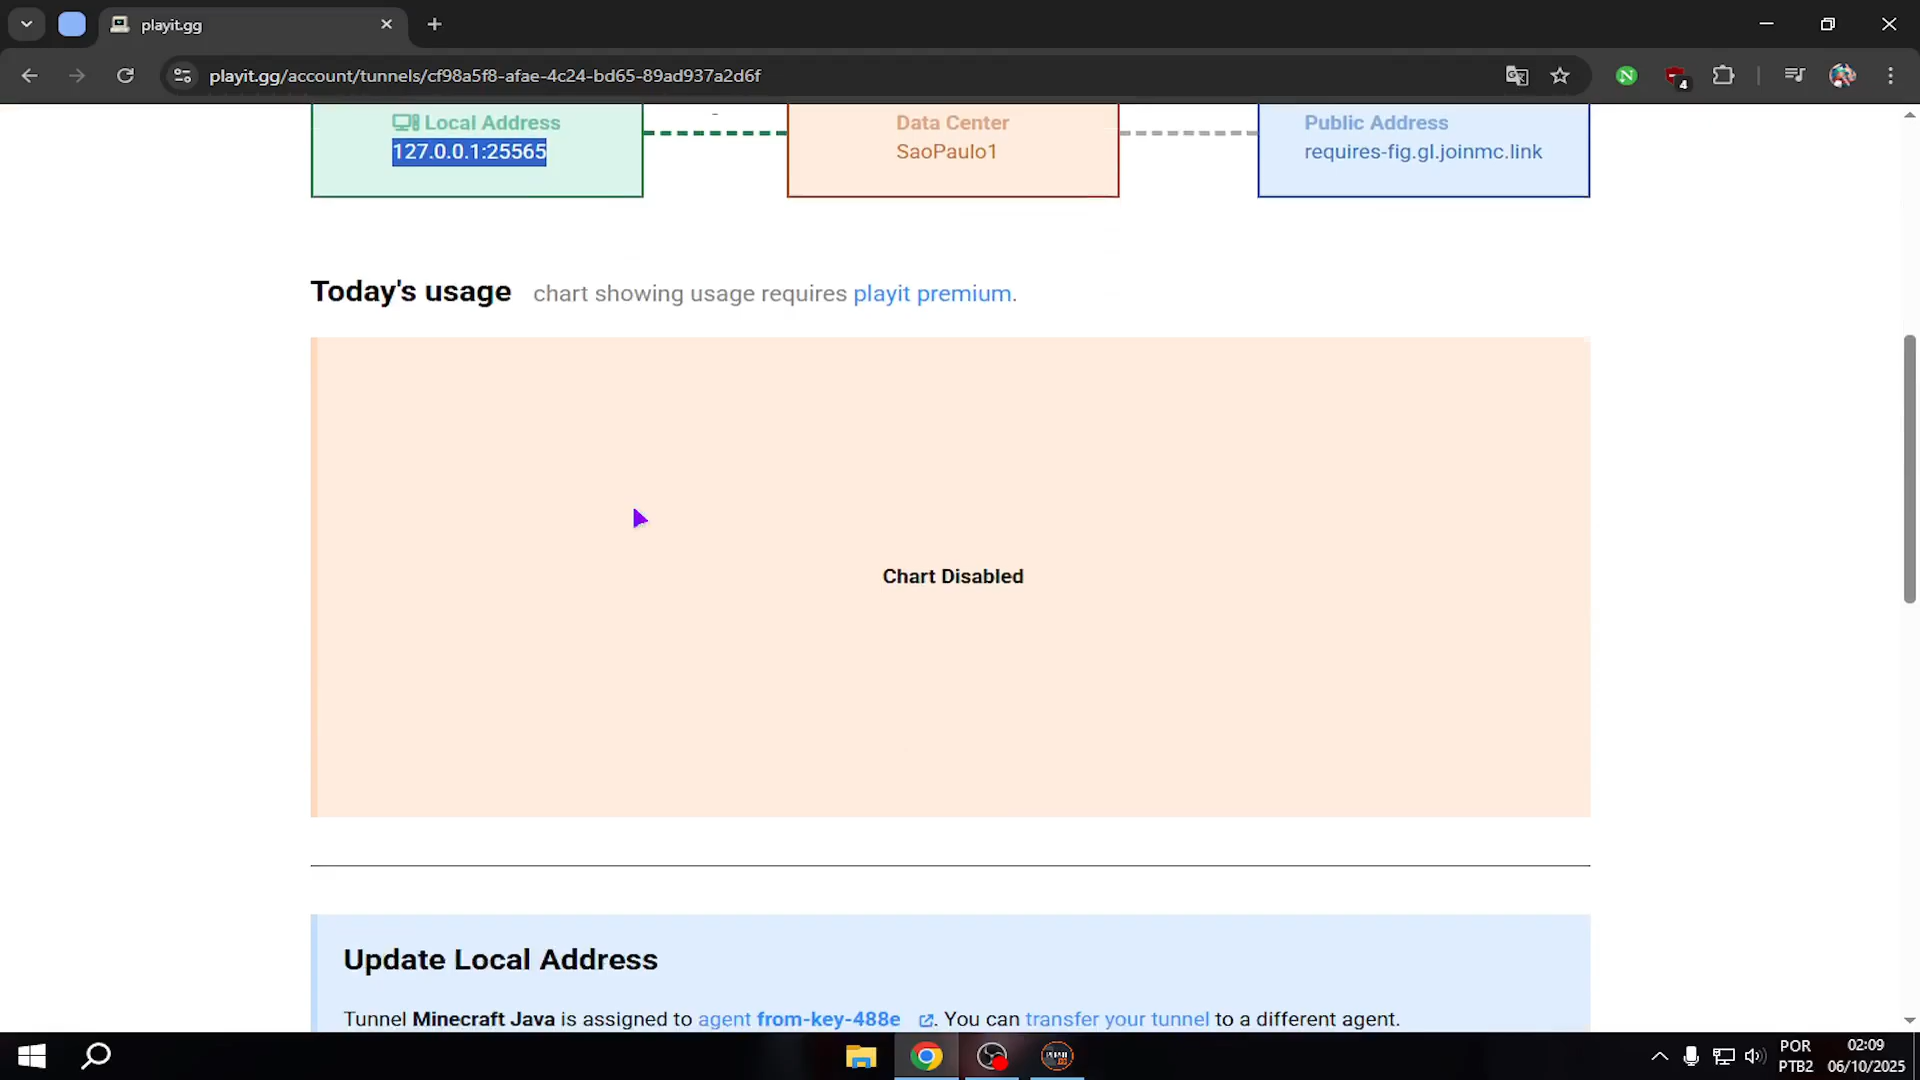 playit.gg
playit.gg/account/tunnels/cf98a5f8-afae-4c24-bd65-89ad937a2d6f
4
Local Address
127.0.0.1:25565
Data Center
SaoPaulo1
Public Address
requires-fig.gl.joinmc.link
Today's usage chart showing usage requires playit premium.
Chart Disabled
Update Local Address
Tunnel Minecraft Java is assigned to agent from-key-488e. You can transfer your tunnel to a different agent.
POR
PTB2
02:09
06/10/2025